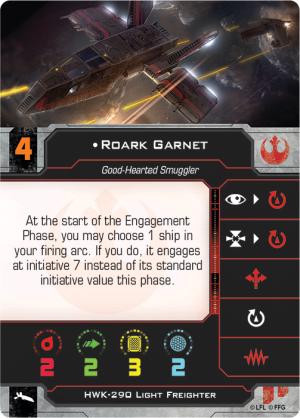 • Roark Garnet
4
Good-Hearted Smuggler
At the start of the Engagement
Phase, you may choose 1 ship in
your firing arc. If you do, it engages
at initiative 7 instead of its standard
initiative value this phase.
2 2 3 2
HWK-290 Light Freighter
©LFL ©FFG